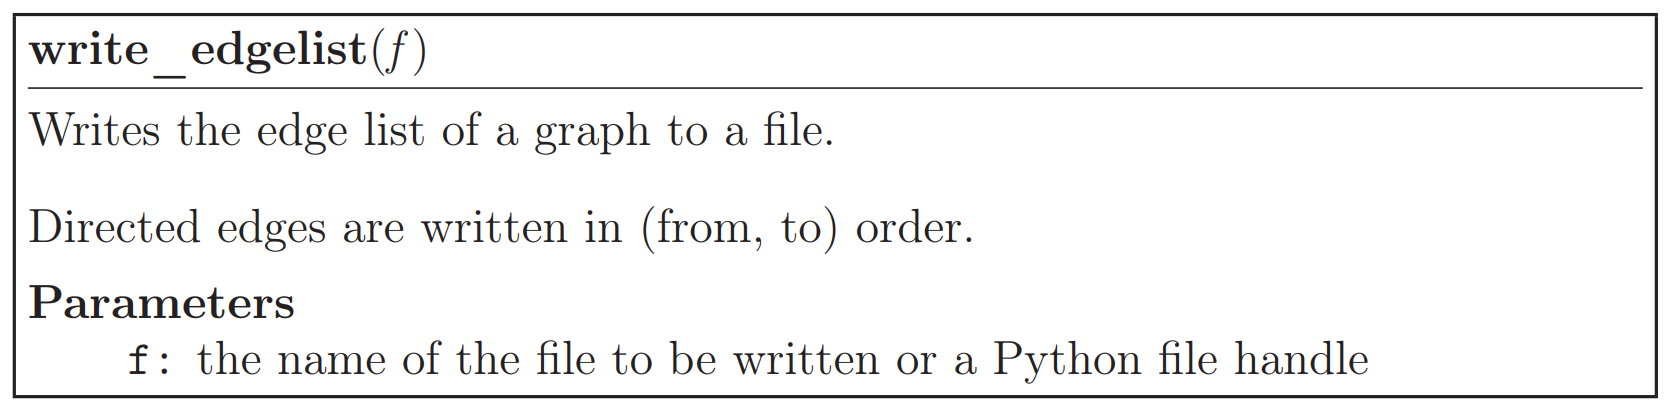 write_edgelist(f)
Writes the edge list of a graph to a file.
Directed edges are written in (from, to) order.
Parameters
f: the name of the file to be written or a Python file handle